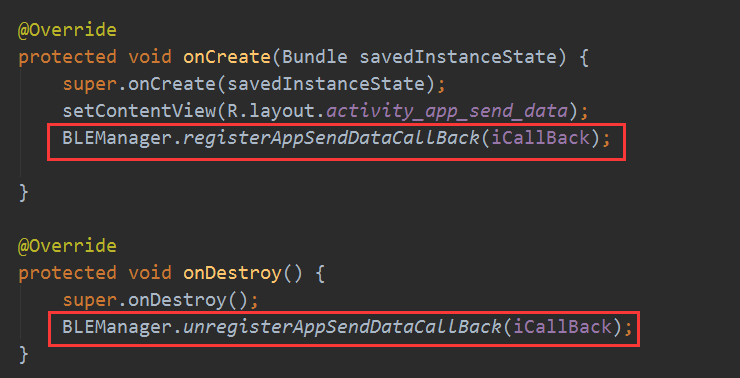 @Override
protected void onCreate(Bundle savedInstanceState) {
super.onCreate(savedInstanceState);
setContentView(R.layout.activity_app_send_data);
BLEManager.registerAppSendDataCallBack(iCallBack);
}
@Override
protected void onDestroy() {
super.onDestroy();
BLEManager.unregisterAppSendDataCallBack(iCallBack);
}